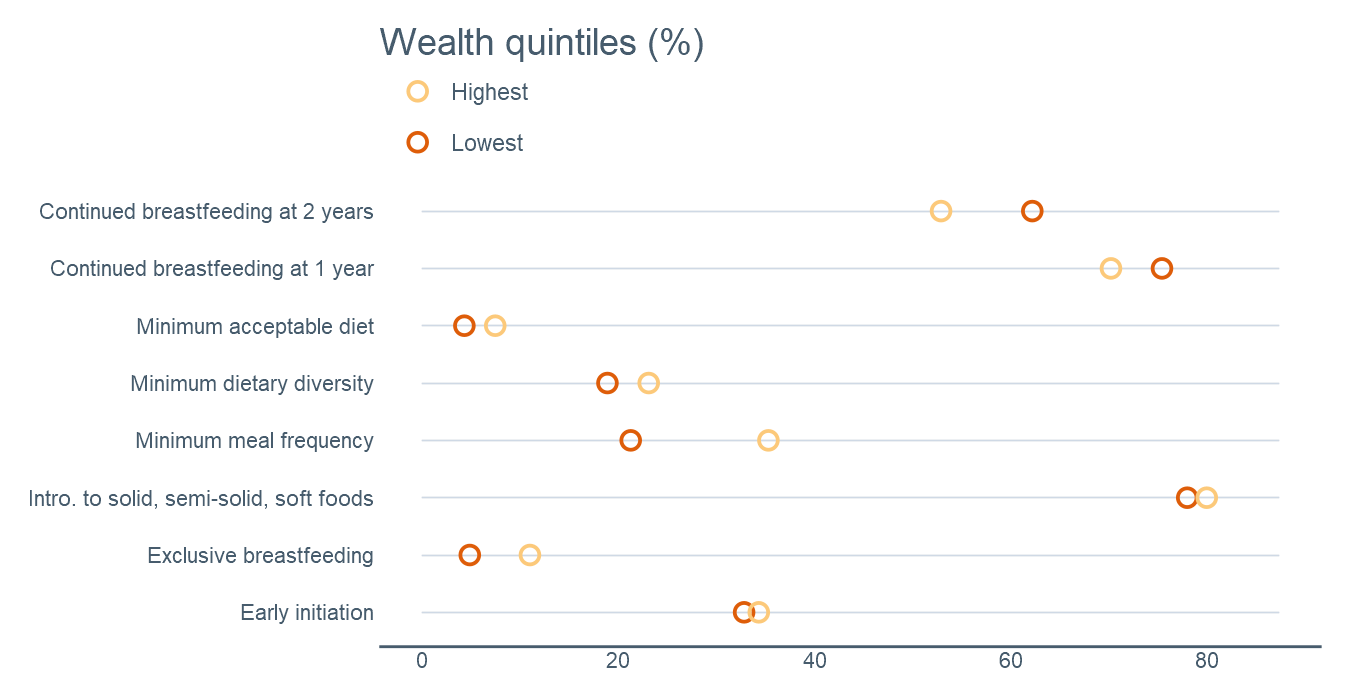 Wealth quintiles (%)
Highest
Lowest
Continued breastfeeding at 2 years
Continued breastfeeding at 1 year
Minimum acceptable diet
Minimum dietary diversity
Minimum meal frequency
Intro. to solid, semi-solid, soft foods
Exclusive breastfeeding
Early initiation
0 20 40 60 80